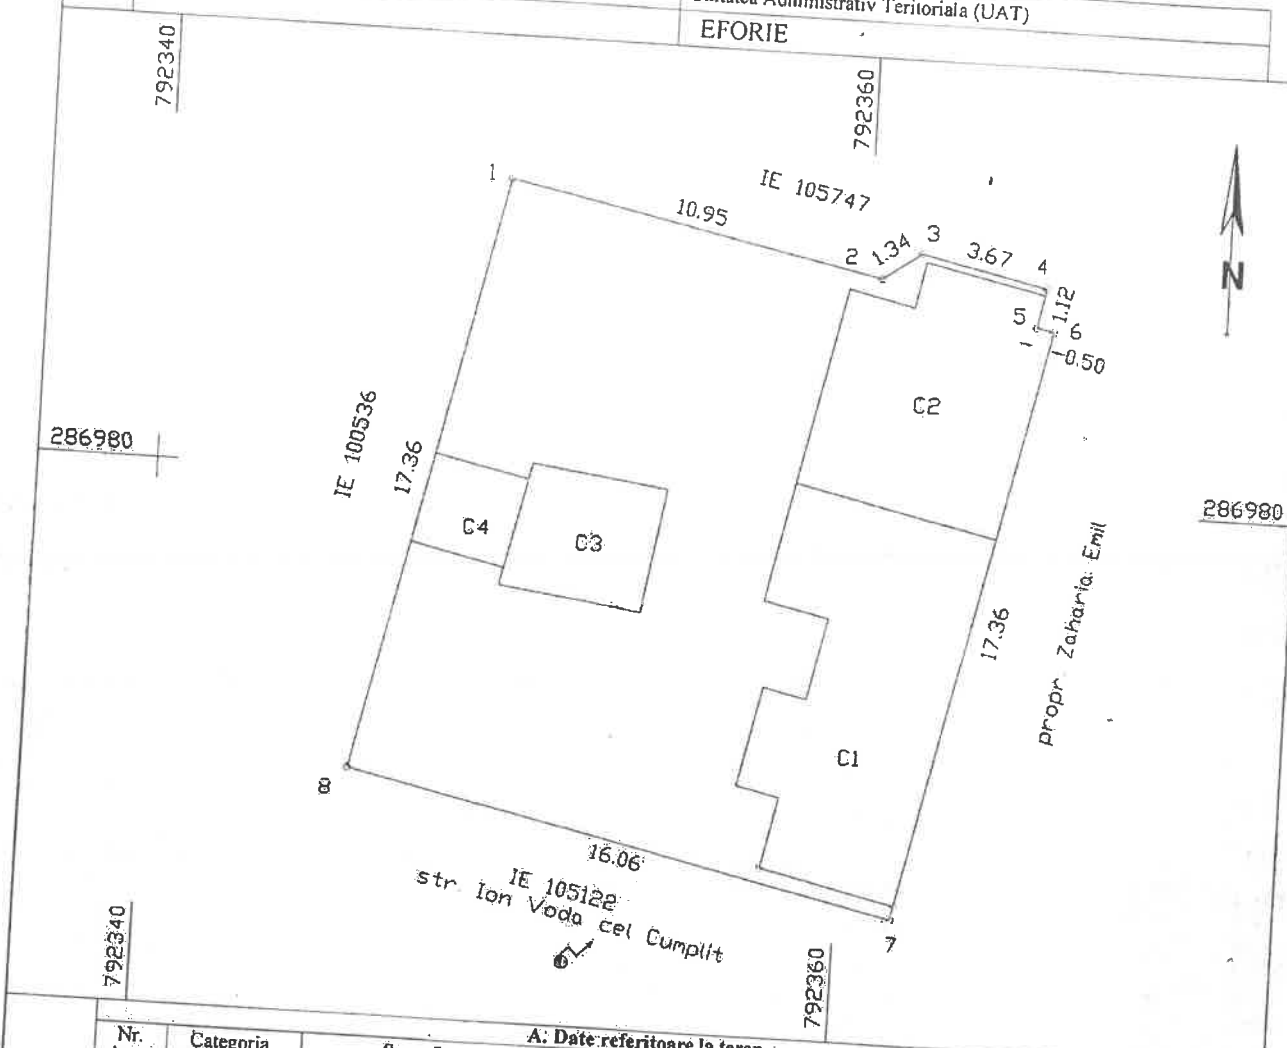 Administrativ Teritoriala (UAT)
EFORIE
792340
792360
1
IE 105747
10.95
2
1.34
3
3.67
4
1.12
5
6
0.50
N
C2
IE 100536
286980
17.36
286980
C4
C3
propr. Zaharia Emil
17.36
C1
8
16.06
IE 105122
str. Ion Voda cel Cumplit
7
792340
792360
A. Date referitoare la teren
Nr.
Categoria